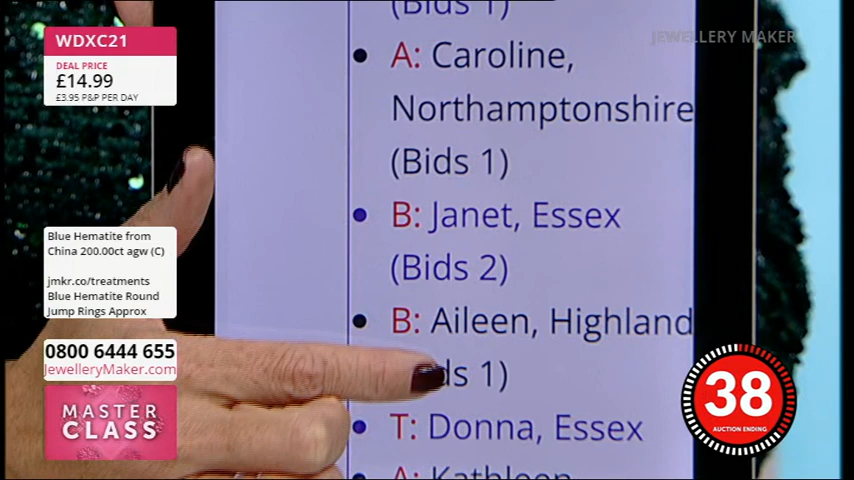 WDXC21
DEAL PRICE
£14.99
£3.95 P&P PER DAY
Blue Hematite from
China 200.00ct agw (C)
jmkr.co/treatments
Blue Hematite Round
Jump Rings Approx
0800 6444 655
JewelleryMaker.com
MASTER
CLASS
JEWELLERY MAKER
(Bids 1)
• A: Caroline,
Northamptonshire
(Bids 1)
• B: Janet, Essex
(Bids 2)
• B: Aileen, Highland
ds 1)
• T: Donna, Essex
• A: Kathleen
38
AUCTION ENDING